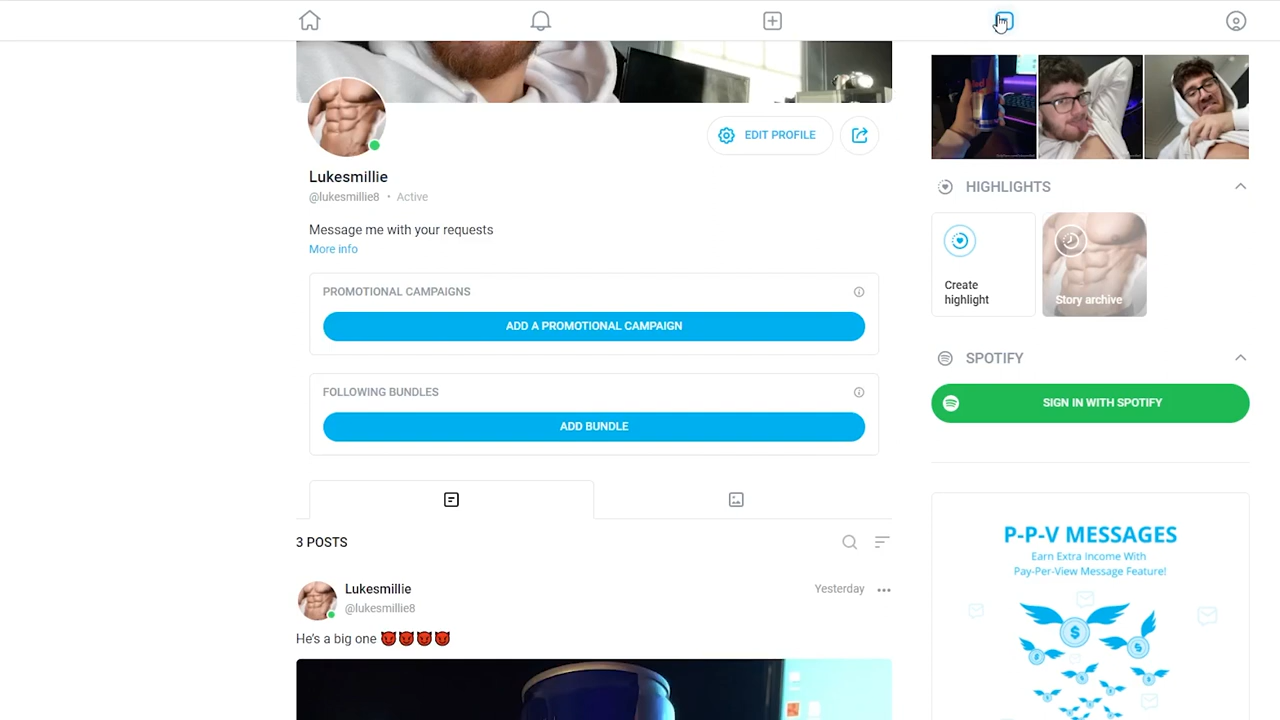 EDIT PROFILE
Lukesmillie
@lukesmillie8 • Active
Message me with your requests
More info
PROMOTIONAL CAMPAIGNS
ADD A PROMOTIONAL CAMPAIGN
FOLLOWING BUNDLES
ADD BUNDLE
3 POSTS
Lukesmillie
Yesterday
@lukesmillie8
He's a big one 😈😈😈😈
HIGHLIGHTS
Create
highlight
Story archive
SPOTIFY
SIGN IN WITH SPOTIFY
P-P-V MESSAGES
Earn Extra Income With
Pay-Per-View Message Feature!